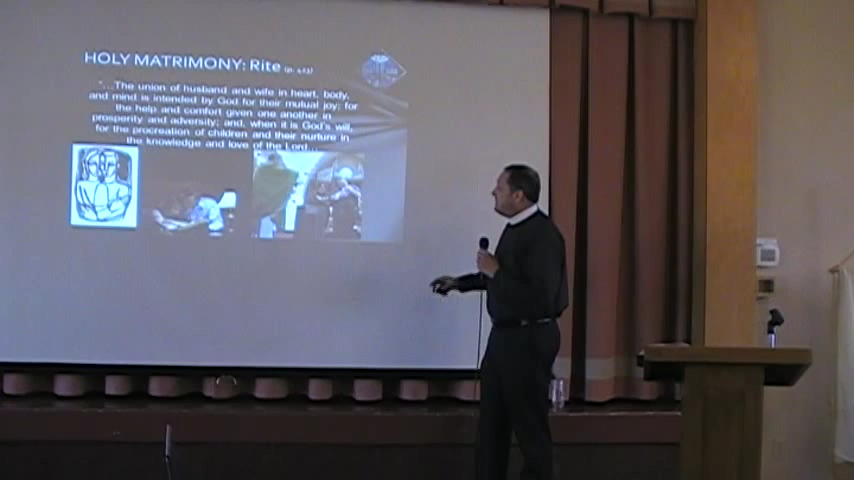 HOLY MATRIMONY: Rite (p. 423)
"...The union of husband and wife in heart, body,
and mind is intended by God for their mutual joy; for
the help and comfort given one another in
prosperity and adversity; and, when it is God's will,
for the procreation of children and their nurture in
the knowledge and love of the Lord...